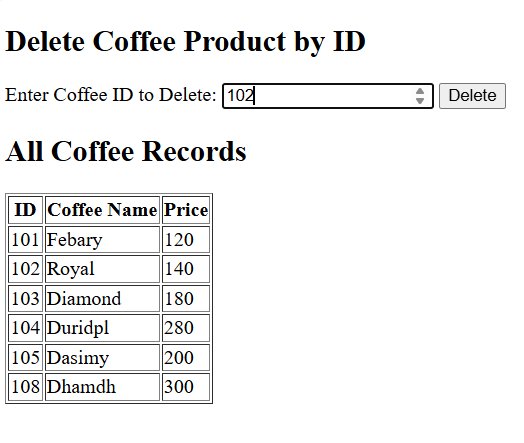 Delete Coffee Product by ID
Enter Coffee ID to Delete: 102 Delete
All Coffee Records
ID Coffee Name Price
101 Febary 120
102 Royal 140
103 Diamond 180
104 Duridpl 280
105 Dasimy 200
108 Dhamdh 300